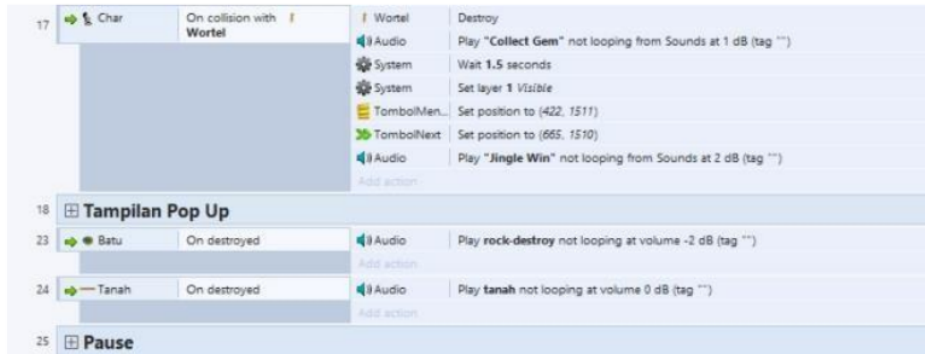 17 Char On collision with Wortel Wortel Destroy
Audio Play "Collect Gem" not looping from Sounds at 1 dB (tag "")
System Wait 1.5 seconds
System Set layer 1 Visible
TombolMen... Set position to (422, 1511)
TombolNext Set position to (665, 1510)
Audio Play "Jingle Win" not looping from Sounds at 2 dB (tag "")
Add action
18 Tampilan Pop Up
23 Batu On destroyed Audio Play rock-destroy not looping at volume -2 dB (tag "")
Add action
24 Tanah On destroyed Audio Play tanah not looping at volume 0 dB (tag "")
Add action
25 Pause